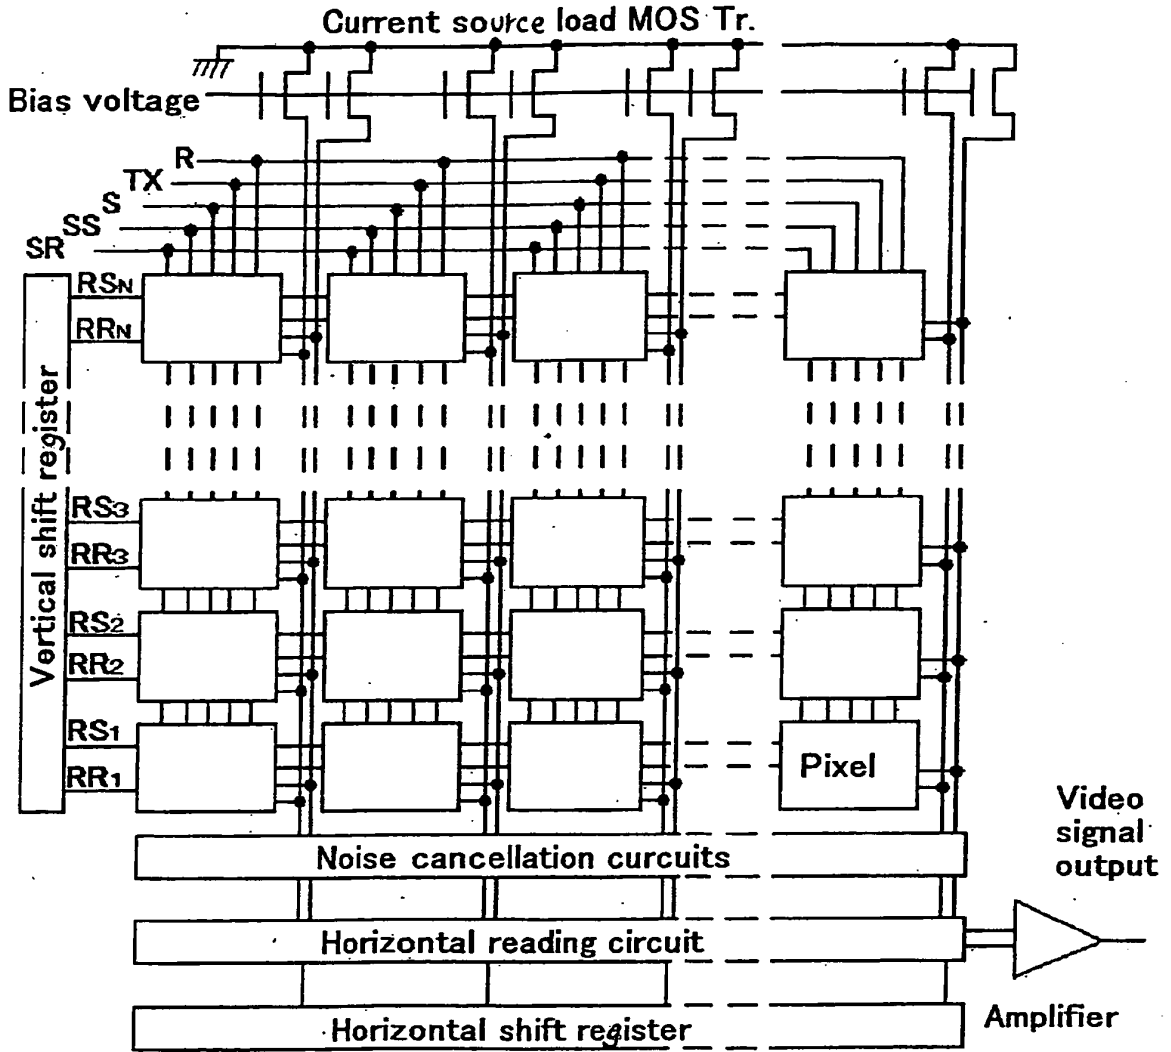 Current source load MOS Tr.
Bias voltage
R
TX
S
SS
SR
RSN
RRN
Vertical shift register
RS3
RR3
RS2
RR2
RS1
RR1
Pixel
Video
signal
output
Noise cancellation curcuits
Horizontal reading circuit
Amplifier
Horizontal shift register